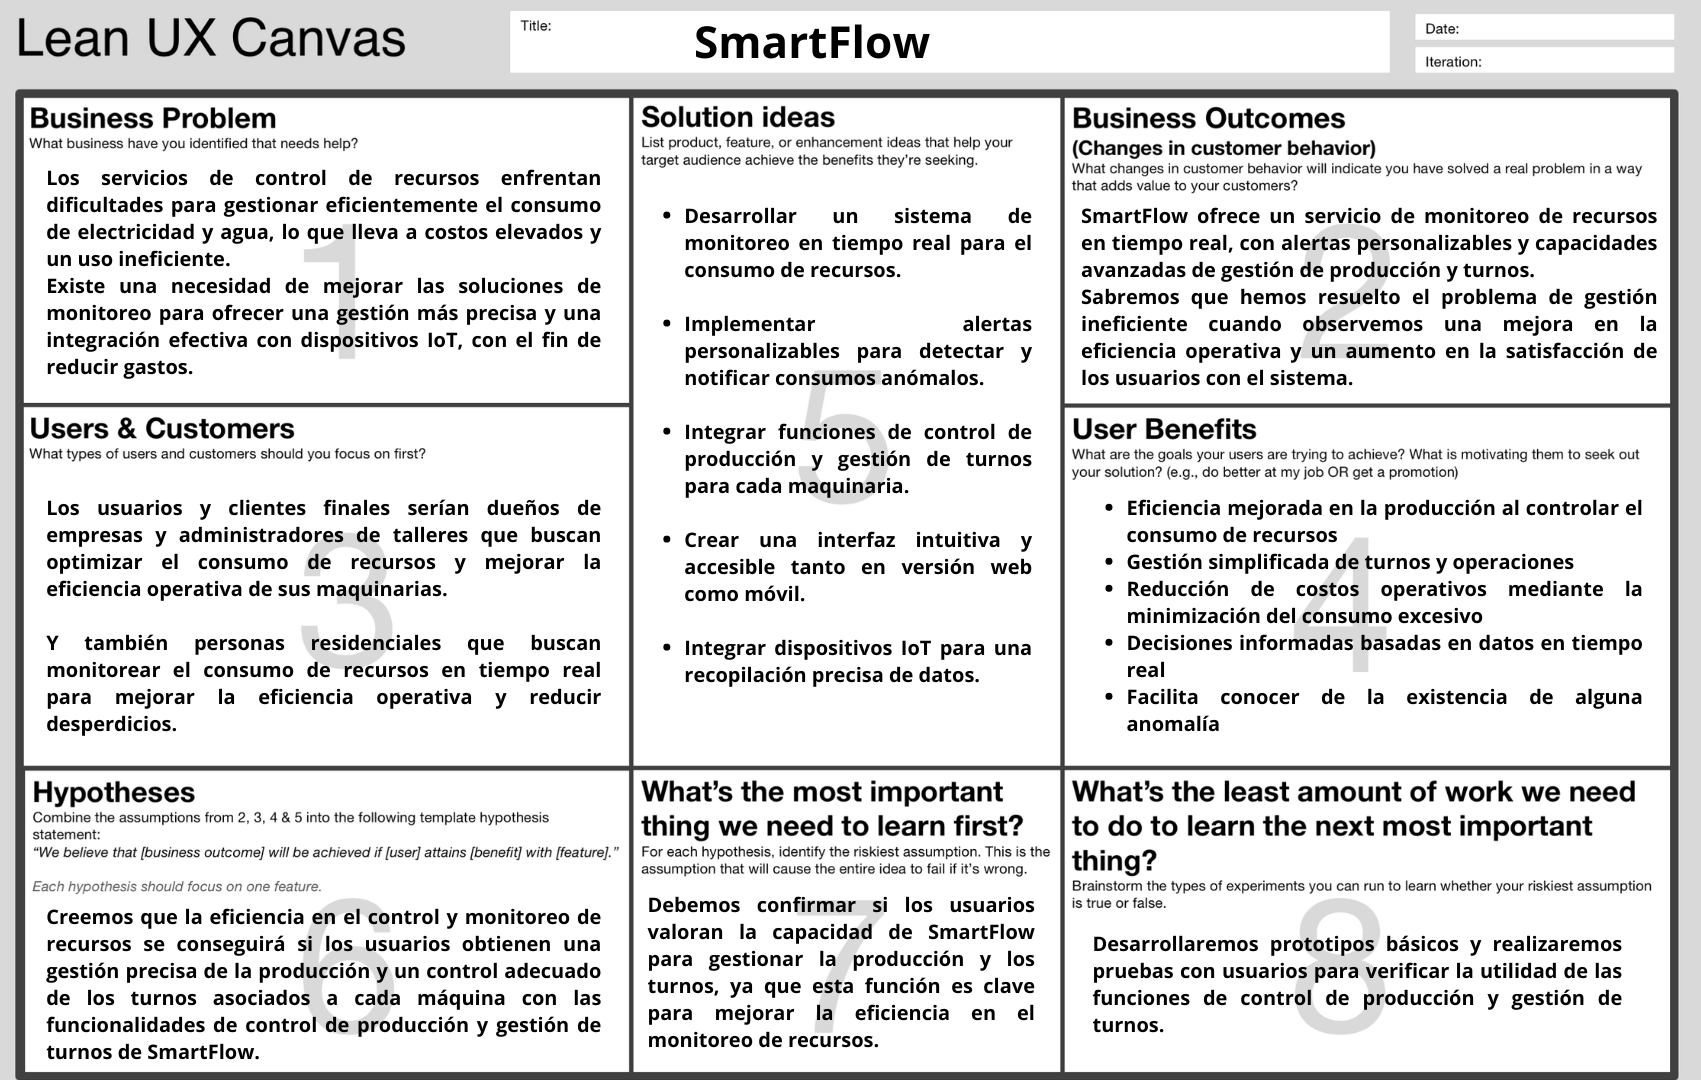 Lean UX Canvas
Title:
SmartFlow
Date:
Iteration:
Business Problem
What business have you identified that needs help?
1
Los servicios de control de recursos enfrentan
dificultades para gestionar eficientemente el consumo
de electricidad y agua, lo que lleva a costos elevados y
un uso ineficiente.
Existe una necesidad de mejorar las soluciones de
monitoreo para ofrecer una gestión más precisa y una
integración efectiva con dispositivos IoT, con el fin de
reducir gastos.
Solution ideas
List product, feature, or enhancement ideas that help your
target audience achieve the benefits they're seeking.
5
• Desarrollar un sistema de
monitoreo en tiempo real para el
consumo de recursos.
• Implementar alertas
personalizables para detectar y
notificar consumos anómalos.
• Integrar funciones de control de
producción y gestión de turnos
para cada maquinaria.
• Crear una interfaz intuitiva y
accesible tanto en versión web
como móvil.
• Integrar dispositivos IoT para una
recopilación precisa de datos.
Business Outcomes
(Changes in customer behavior)
What changes in customer behavior will indicate you have solved a real problem in a way
that adds value to your customers?
2
SmartFlow ofrece un servicio de monitoreo de recursos
en tiempo real, con alertas personalizables y capacidades
avanzadas de gestión de producción y turnos.
Sabremos que hemos resuelto el problema de gestión
ineficiente cuando observemos una mejora en la
eficiencia operativa y un aumento en la satisfacción de
los usuarios con el sistema.
Users & Customers
What types of users and customers should you focus on first?
3
Los usuarios y clientes finales serían dueños de
empresas y administradores de talleres que buscan
optimizar el consumo de recursos y mejorar la
eficiencia operativa de sus maquinarias.
Y también personas residenciales que buscan
monitorear el consumo de recursos en tiempo real
para mejorar la eficiencia operativa y reducir
desperdicios.
User Benefits
What are the goals your users are trying to achieve? What is motivating them to seek out
your solution? (e.g., do better at my job OR get a promotion)
4
• Eficiencia mejorada en la producción al controlar el
consumo de recursos
• Gestión simplificada de turnos y operaciones
• Reducción de costos operativos mediante la
minimización del consumo excesivo
• Decisiones informadas basadas en datos en tiempo
real
• Facilita conocer de la existencia de alguna
anomalía
Hypotheses
Combine the assumptions from 2, 3, 4 & 5 into the following template hypothesis
statement:
“We believe that [business outcome] will be achieved if [user] attains [benefit] with [feature].”
Each hypothesis should focus on one feature.
6
Creemos que la eficiencia en el control y monitoreo de
recursos se conseguirá si los usuarios obtienen una
gestión precisa de la producción y un control adecuado
de los turnos asociados a cada máquina con las
funcionalidades de control de producción y gestión de
turnos de SmartFlow.
What's the most important
thing we need to learn first?
For each hypothesis, identify the riskiest assumption. This is the
assumption that will cause the entire idea to fail if it's wrong.
7
Debemos confirmar si los usuarios
valoran la capacidad de SmartFlow
para gestionar la producción y los
turnos, ya que esta función es clave
para mejorar la eficiencia en el
monitoreo de recursos.
What's the least amount of work we need
to do to learn the next most important
thing?
Brainstorm the types of experiments you can run to learn whether your riskiest assumption
is true or false.
8
Desarrollaremos prototipos básicos y realizaremos
pruebas con usuarios para verificar la utilidad de las
funciones de control de producción y gestión de
turnos.